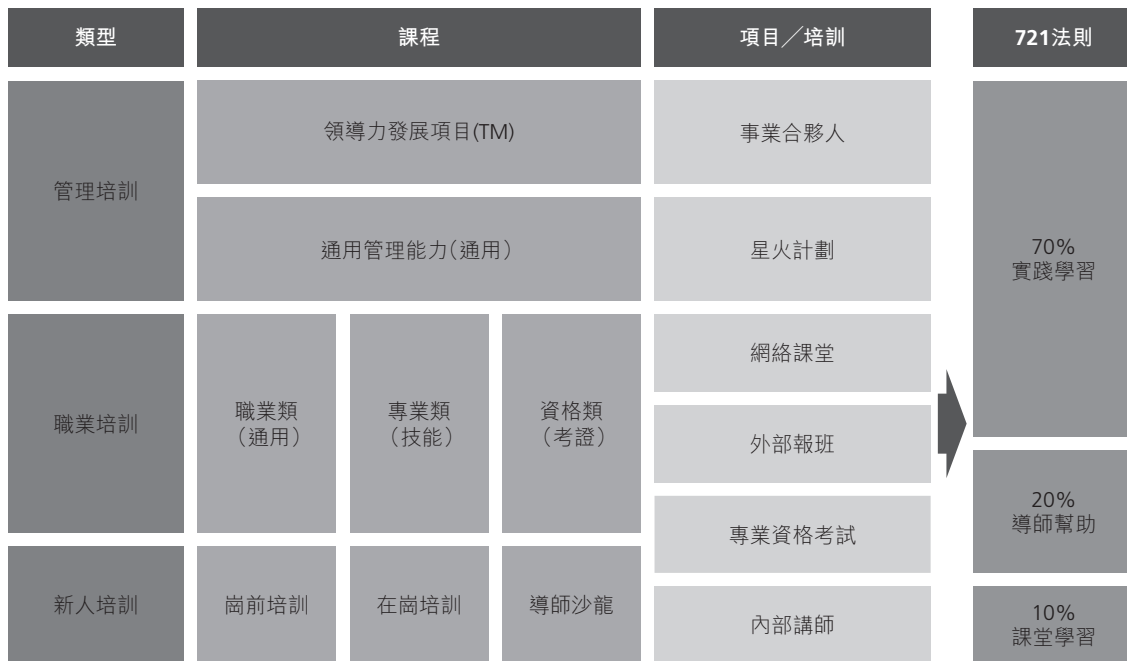 類型
課程
項目╱培訓
721法則
管理培訓
領導力發展項目(TM)
通用管理能力(通用)
事業合夥人
星火計劃
職業培訓
職業類
(通用)
專業類
(技能)
資格類
(考證)
網絡課堂
外部報班
專業資格考試
新人培訓
崗前培訓
在崗培訓
導師沙龍
內部講師
70%
實踐學習
20%
導師幫助
10%
課堂學習